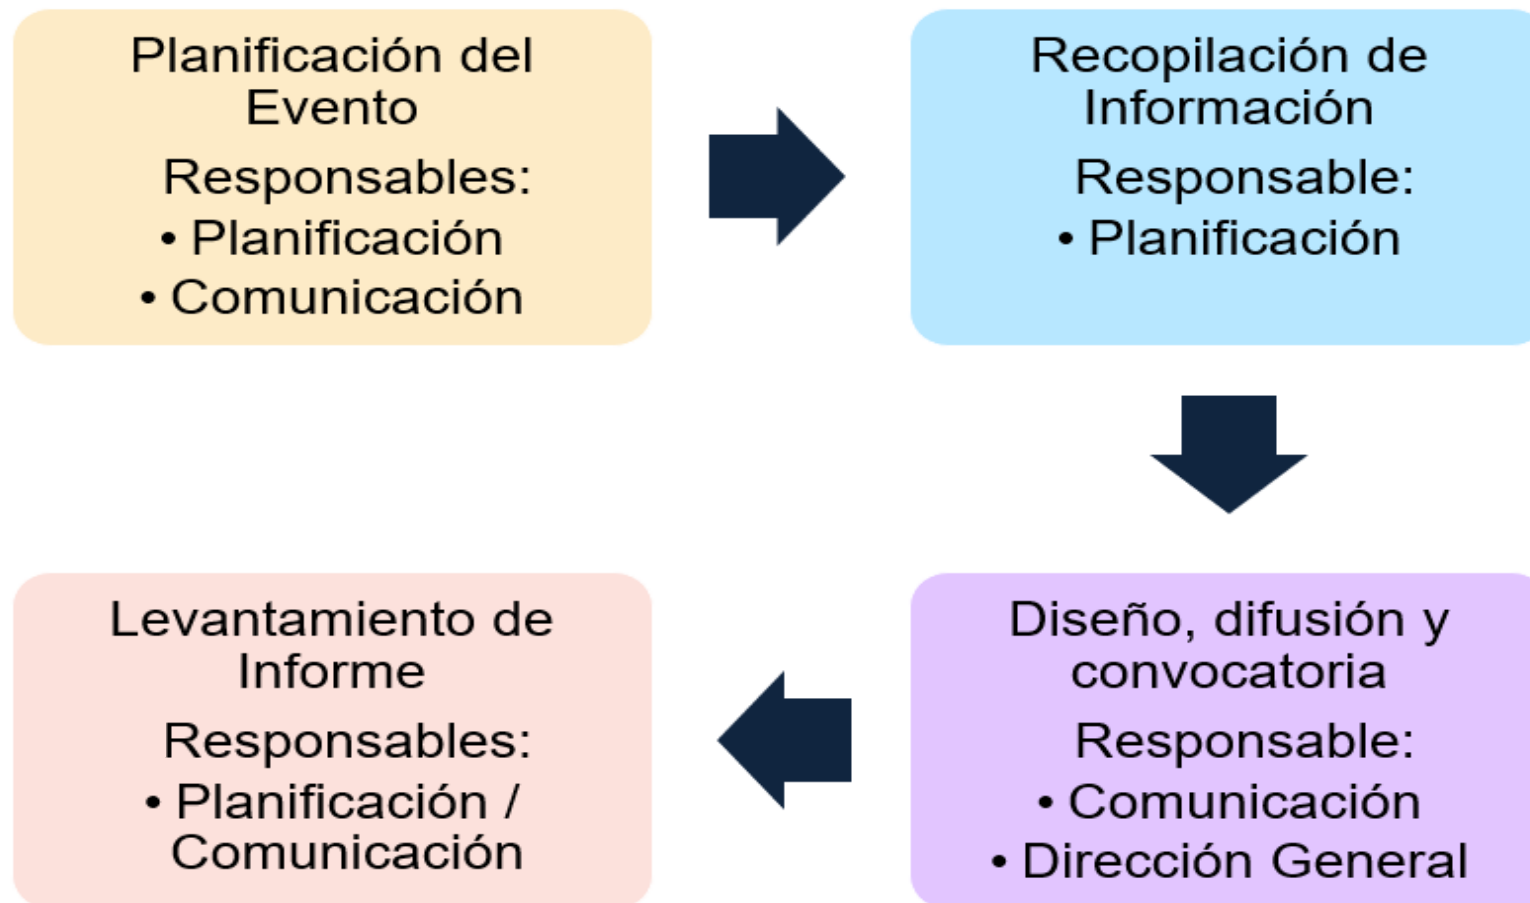 Planificación del
Evento
Responsables:
• Planificación
• Comunicación
Recopilación de
Información
Responsable:
• Planificación
Diseño, difusión y
convocatoria
Responsable:
• Comunicación
• Dirección General
Levantamiento de
Informe
Responsables:
• Planificación /
Comunicación